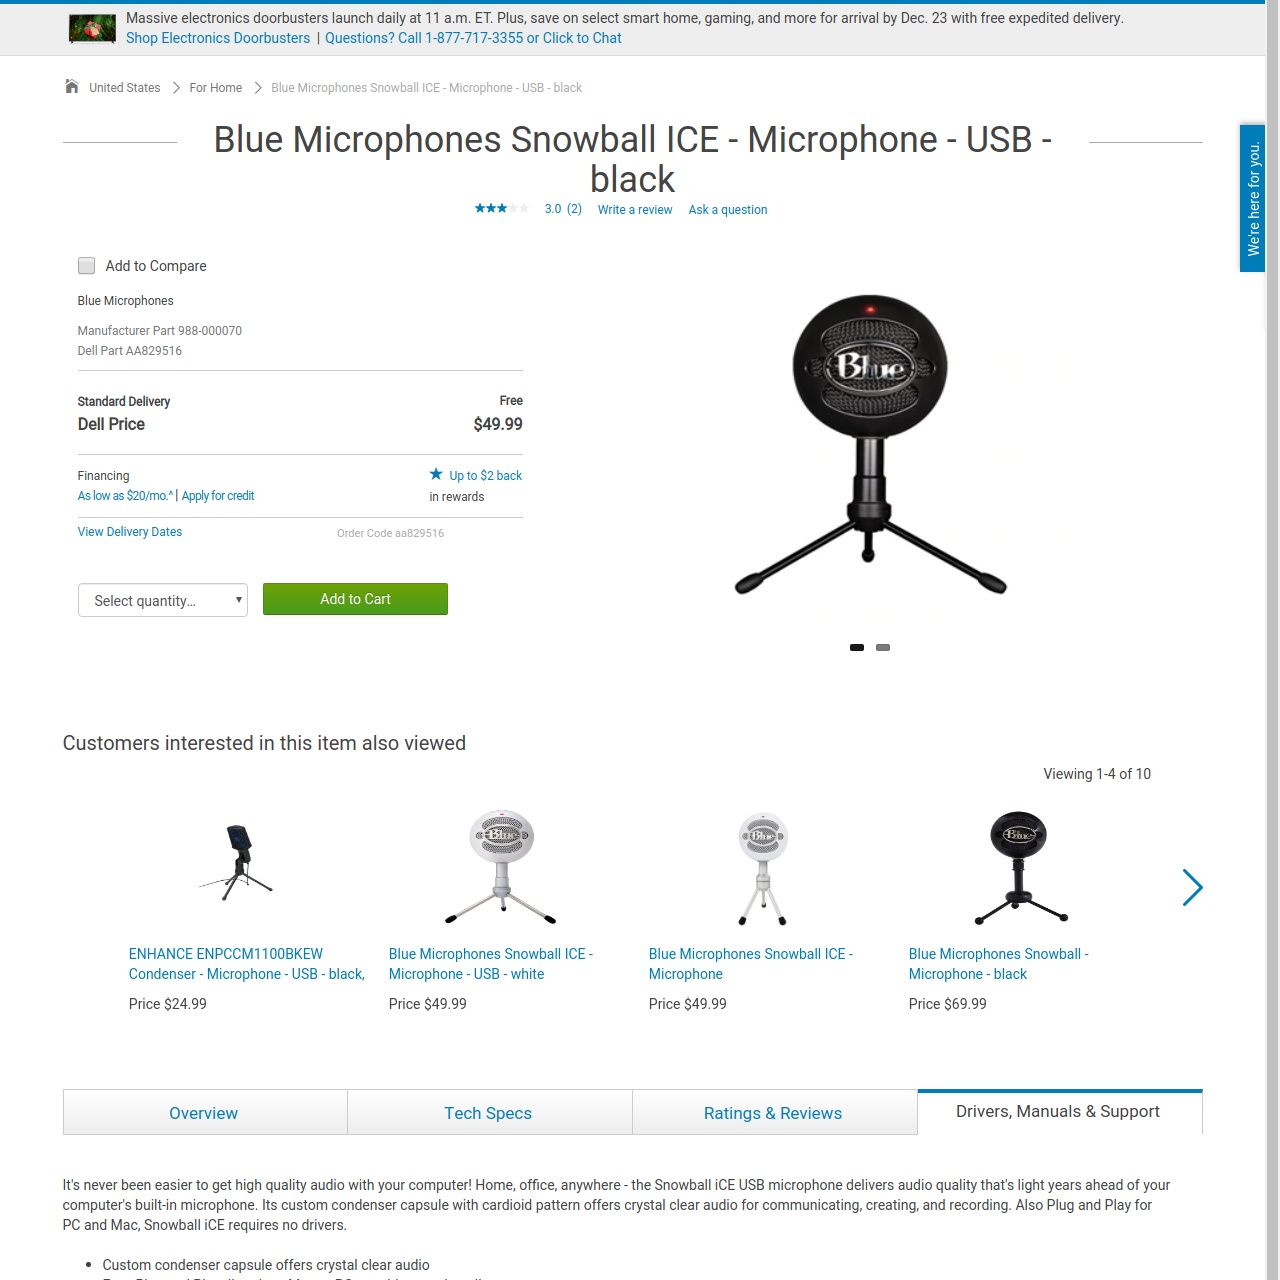 Massive electronics doorbusters launch daily at 11 a.m. ET. Plus, save on select smart home, gaming, and more for arrival by Dec. 23 with free expedited delivery.
Shop Electronics Doorbusters | Questions? Call 1-877-717-3355 or Click to Chat
United States For Home Blue Microphones Snowball ICE - Microphone - USB - black
Blue Microphones Snowball ICE - Microphone - USB -
black
3.0 (2) Write a review Ask a question
We're here for you.
Add to Compare
Blue Microphones
Manufacturer Part 988-000070
Dell Part AA829516
Standard Delivery Free
Dell Price $49.99
Financing Up to $2 back
As low as $20/mo.^ | Apply for credit in rewards
View Delivery Dates Order Code aa829516
Select quantity... Add to Cart
Blue
Customers interested in this item also viewed
Viewing 1-4 of 10
Blue Blue Blue
ENHANCE ENPCCM1100BKEW
Condenser - Microphone - USB - black,
Price $24.99
Blue Microphones Snowball ICE -
Microphone - USB - white
Price $49.99
Blue Microphones Snowball ICE -
Microphone
Price $49.99
Blue Microphones Snowball -
Microphone - black
Price $69.99
Overview Tech Specs Ratings & Reviews Drivers, Manuals & Support
It's never been easier to get high quality audio with your computer! Home, office, anywhere - the Snowball iCE USB microphone delivers audio quality that's light years ahead of your
computer's built-in microphone. Its custom condenser capsule with cardioid pattern offers crystal clear audio for communicating, creating, and recording. Also Plug and Play for
PC and Mac, Snowball iCE requires no drivers.
Custom condenser capsule offers crystal clear audio